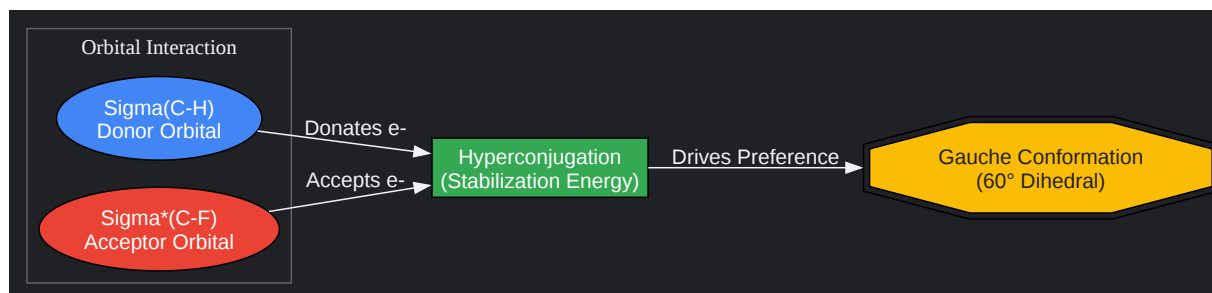 Orbital Interaction
Sigma(C-H)
Donor Orbital
Donates e-
Accepts e-
Sigma*(C-F)
Acceptor Orbital
Hyperconjugation
(Stabilization Energy)
Drives Preference
Gauche Conformation
(60° Dihedral)